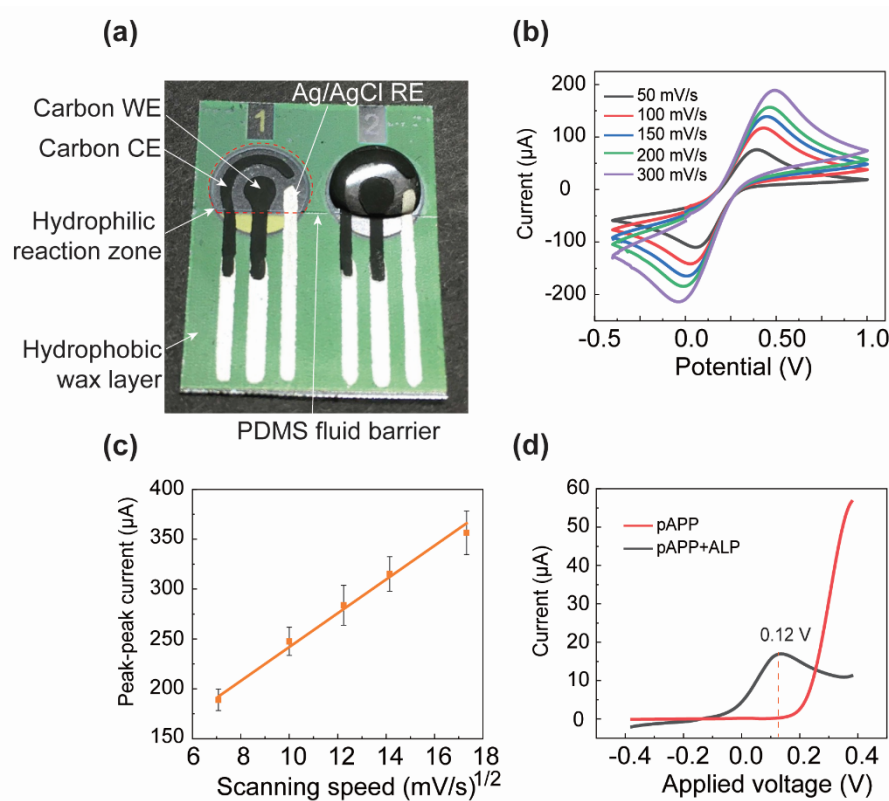 (a)
Carbon WE
Carbon CE
Hydrophilic
reaction zone
Hydrophobic
wax layer
Ag/AgCl RE
1
2
PDMS fluid barrier
(b)
Current (µA)
200
100
0
-100
-200
50 mV/s
100 mV/s
150 mV/s
200 mV/s
300 mV/s
-0.5
0.0
0.50
1.0
Potential (V)
(c)
Peak-peak current (µA)
400
350
300
250
200
150
6
8
10
12
14
16
18
Scanning speed (mV/s)1/2
(d)
Current (µA)
60
50
40
30
20
10
0
pAPP
pAPP+ALP
0.12 V
-0.4
-0.2
0.0
0.2
0.4
Applied voltage (V)